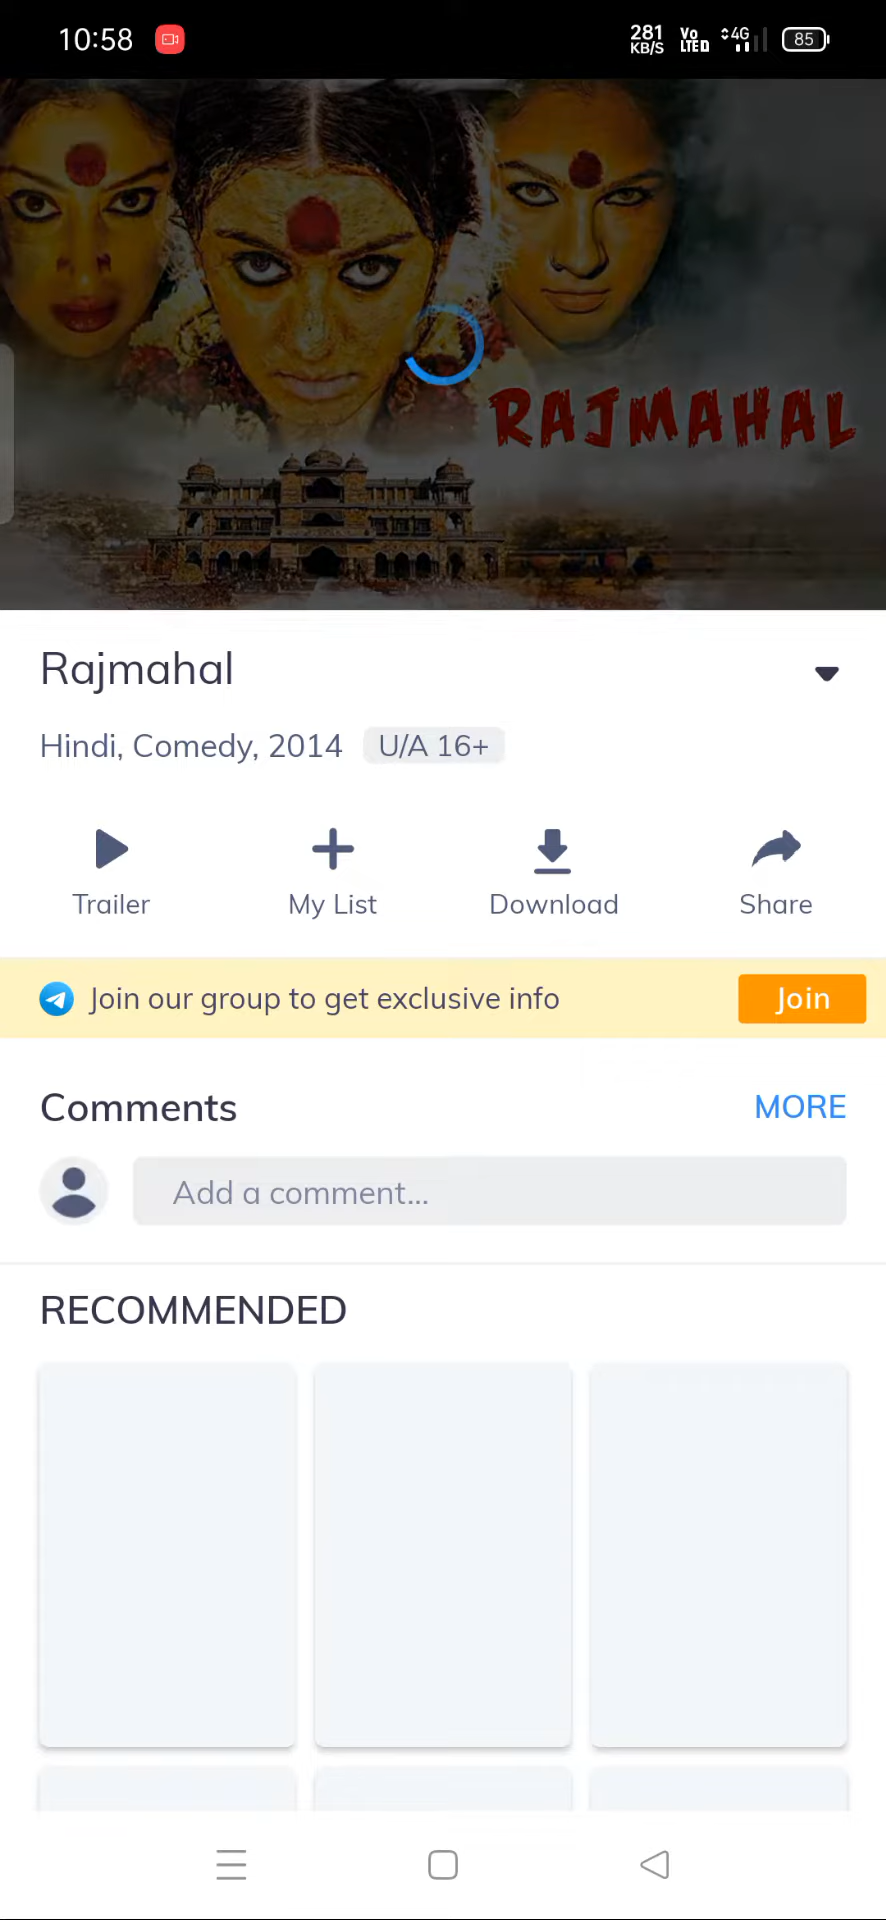 10:58
281
KB/S
Vo
LTED
4G
85
RAJMAHAL
Rajmahal
Hindi, Comedy, 2014
U/A 16+
Trailer
My List
Download
Share
Join our group to get exclusive info
Join
Comments
MORE
Add a comment...
RECOMMENDED